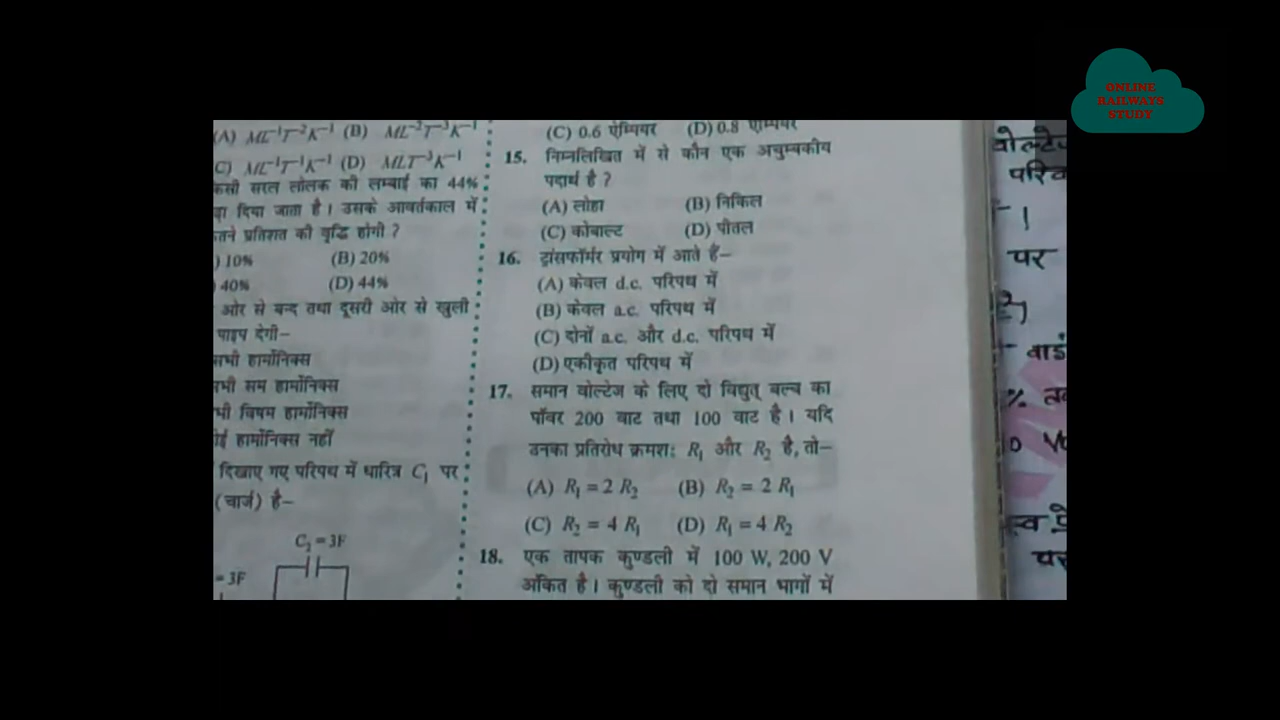 ONLINE
RAILWAYS
STUDY
(A) ML⁻¹T⁻²K⁻¹ (B) ML⁻²T⁻³K⁻¹
C) ML⁻¹T⁻¹K⁻¹ (D) MLT⁻³K⁻¹
सरल लोलक की लम्बाई का 44%
दिया जाता है। उसके आवर्तकाल में
प्रतिशत की वृद्धि होगी ?
) 10% (B) 20%
40% (D) 44%
ओर से बन्द तथा दूसरी ओर से खुली
पाइप देगी–
हार्मोनिक्स
सम हार्मोनिक्स
विषम हार्मोनिक्स
हार्मोनिक्स नहीं
दिखाए गए परिपथ में धारित्र C₁ पर
(चार्ज) है–
= 3F
(C) 0.6 ऐम्पियर (D) 0.8 ऐम्पियर
15. निम्नलिखित में से कौन एक अचुम्बकीय
पदार्थ है ?
(A) लोहा (B) निकिल
(C) कोबाल्ट (D) पीतल
16. ट्रांसफॉर्मर प्रयोग में आते हैं–
(A) केवल d.c. परिपथ में
(B) केवल a.c. परिपथ में
(C) दोनों a.c. और d.c. परिपथ में
(D) एकीकृत परिपथ में
17. समान वोल्टेज के लिए दो विद्युत् बल्ब का
पॉवर 200 वाट तथा 100 वाट है। यदि
उनका प्रतिरोध क्रमश: R₁ और R₂ है, तो–
(A) R₁ = 2 R₂ (B) R₂ = 2 R₁
(C) R₂ = 4 R₁ (D) R₁ = 4 R₂
18. एक तापक कुण्डली में 100 W, 200 V
अंकित है। कुण्डली को दो समान भागों में
पर